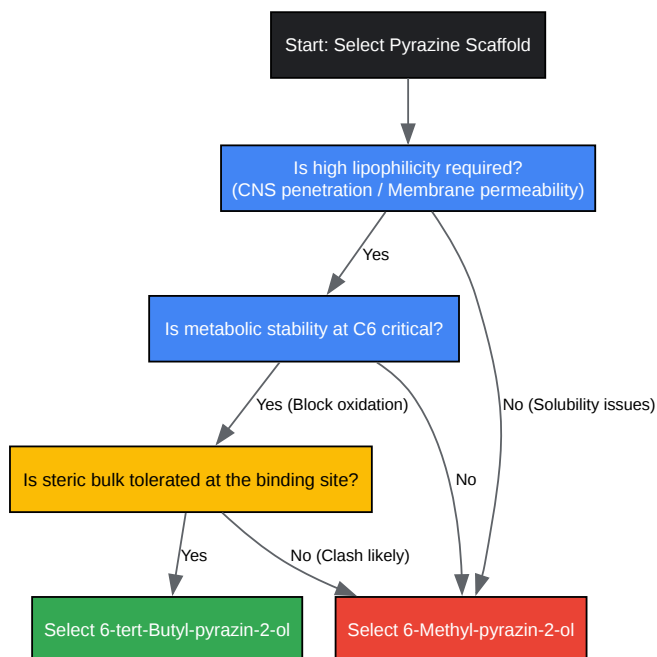 Start: Select Pyrazine Scaffold
Is high lipophilicity required?
(CNS penetration / Membrane permeability)
Yes
Is metabolic stability at C6 critical?
Yes (Block oxidation)
No (Solubility issues)
Is steric bulk tolerated at the binding site?
No
Yes
No (Clash likely)
Select 6-tert-Butyl-pyrazin-2-ol
Select 6-Methyl-pyrazin-2-ol